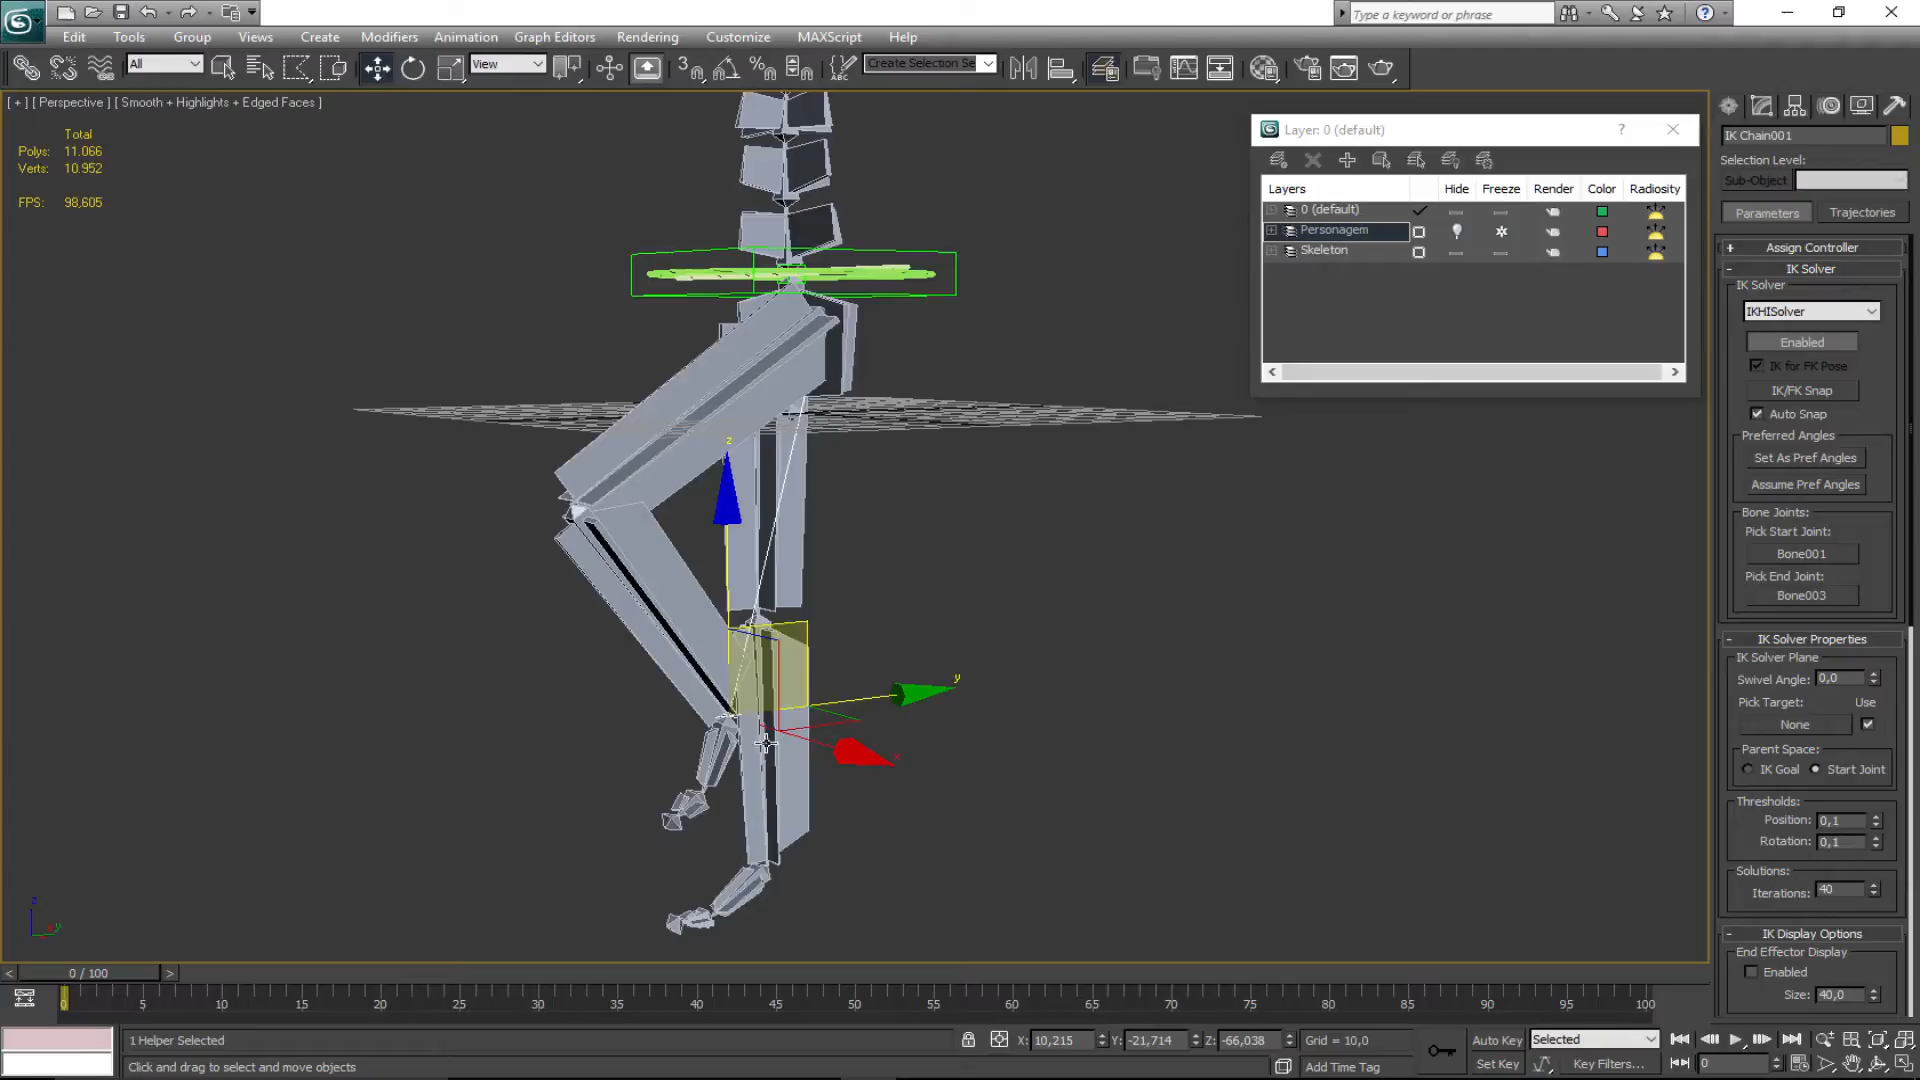 Type a keyword or phrase
Edit Tools Group Views Create Modifiers Animation Graph Editors Rendering Customize MAXScript Help
All View 3 Create Selection Se
[ + ] [ Perspective ] [ Smooth + Highlights + Edged Faces ]
Total
Polys: 11.066
Verts: 10.952
FPS: 98,605
Layer: 0 (default)
Layers Hide Freeze Render Color Radiosity
0 (default)
Personagem
Skeleton
IK Chain001
Selection Level:
Sub-Object
Parameters Trajectories
+ Assign Controller
- IK Solver
IK Solver
IKHISolver
Enabled
IK for FK Pose
IK/FK Snap
Auto Snap
Preferred Angles
Set As Pref Angles
Assume Pref Angles
Bone Joints:
Pick Start Joint:
Bone001
Pick End Joint:
Bone003
- IK Solver Properties
IK Solver Plane
Swivel Angle: 0,0
Pick Target: Use
None
Parent Space:
IK Goal Start Joint
Thresholds:
Position: 0,1
Rotation: 0,1
Solutions:
Iterations: 40
- IK Display Options
End Effector Display
Enabled
Size: 40,0
z
y
x
z
y
< 0 / 100 >
0 5 10 15 20 25 30 35 40 45 50 55 60 65 70 75 80 85 90 95 100
1 Helper Selected
X: 10,215 Y: -21,714 Z: -66,038 Grid = 10,0
Auto Key Selected
Click and drag to select and move objects
Add Time Tag
Set Key Key Filters... 0